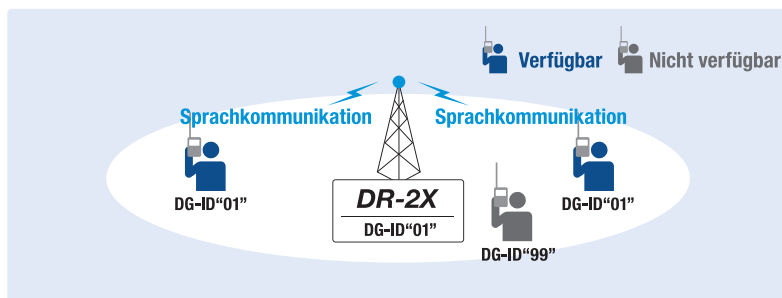 Verfügbar Nicht verfügbar
Sprachkommunikation Sprachkommunikation
DG-ID“01”
DR-2X
DG-ID“01”
DG-ID“01”
DG-ID“99”